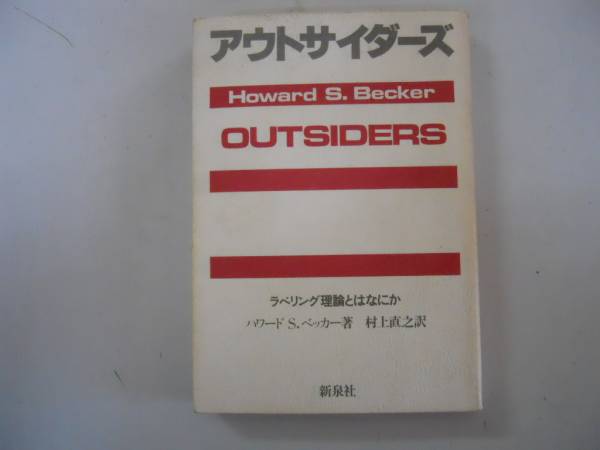 アウトサイダーズ
Howard S. Becker
OUTSIDERS
ラベリング理論とはなにか
ハワード S.ベッカー著 村上直之訳
新泉社